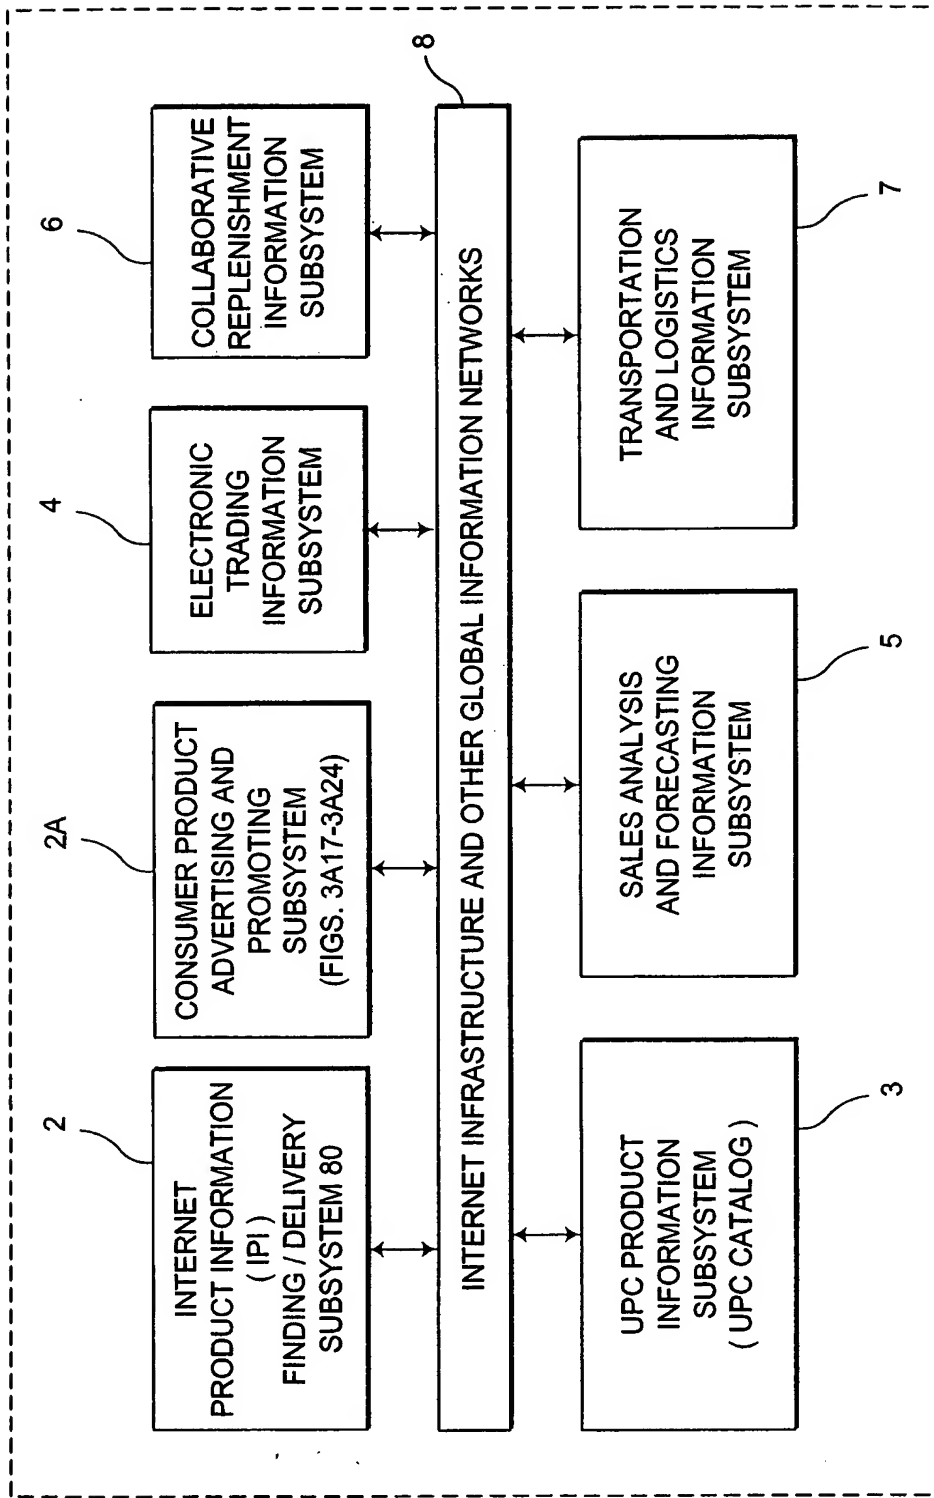 2
INTERNET
PRODUCT INFORMATION
( IPI )
FINDING / DELIVERY
SUBSYSTEM 80
2A
CONSUMER PRODUCT
ADVERTISING AND
PROMOTING
SUBSYSTEM
(FIGS. 3A17-3A24)
4
ELECTRONIC
TRADING
INFORMATION
SUBSYSTEM
6
COLLABORATIVE
REPLENISHMENT
INFORMATION
SUBSYSTEM
8
INTERNET INFRASTRUCTURE AND OTHER GLOBAL INFORMATION NETWORKS
UPC PRODUCT
INFORMATION
SUBSYSTEM
( UPC CATALOG )
3
SALES ANALYSIS
AND FORECASTING
INFORMATION
SUBSYSTEM
5
TRANSPORTATION
AND LOGISTICS
INFORMATION
SUBSYSTEM
7